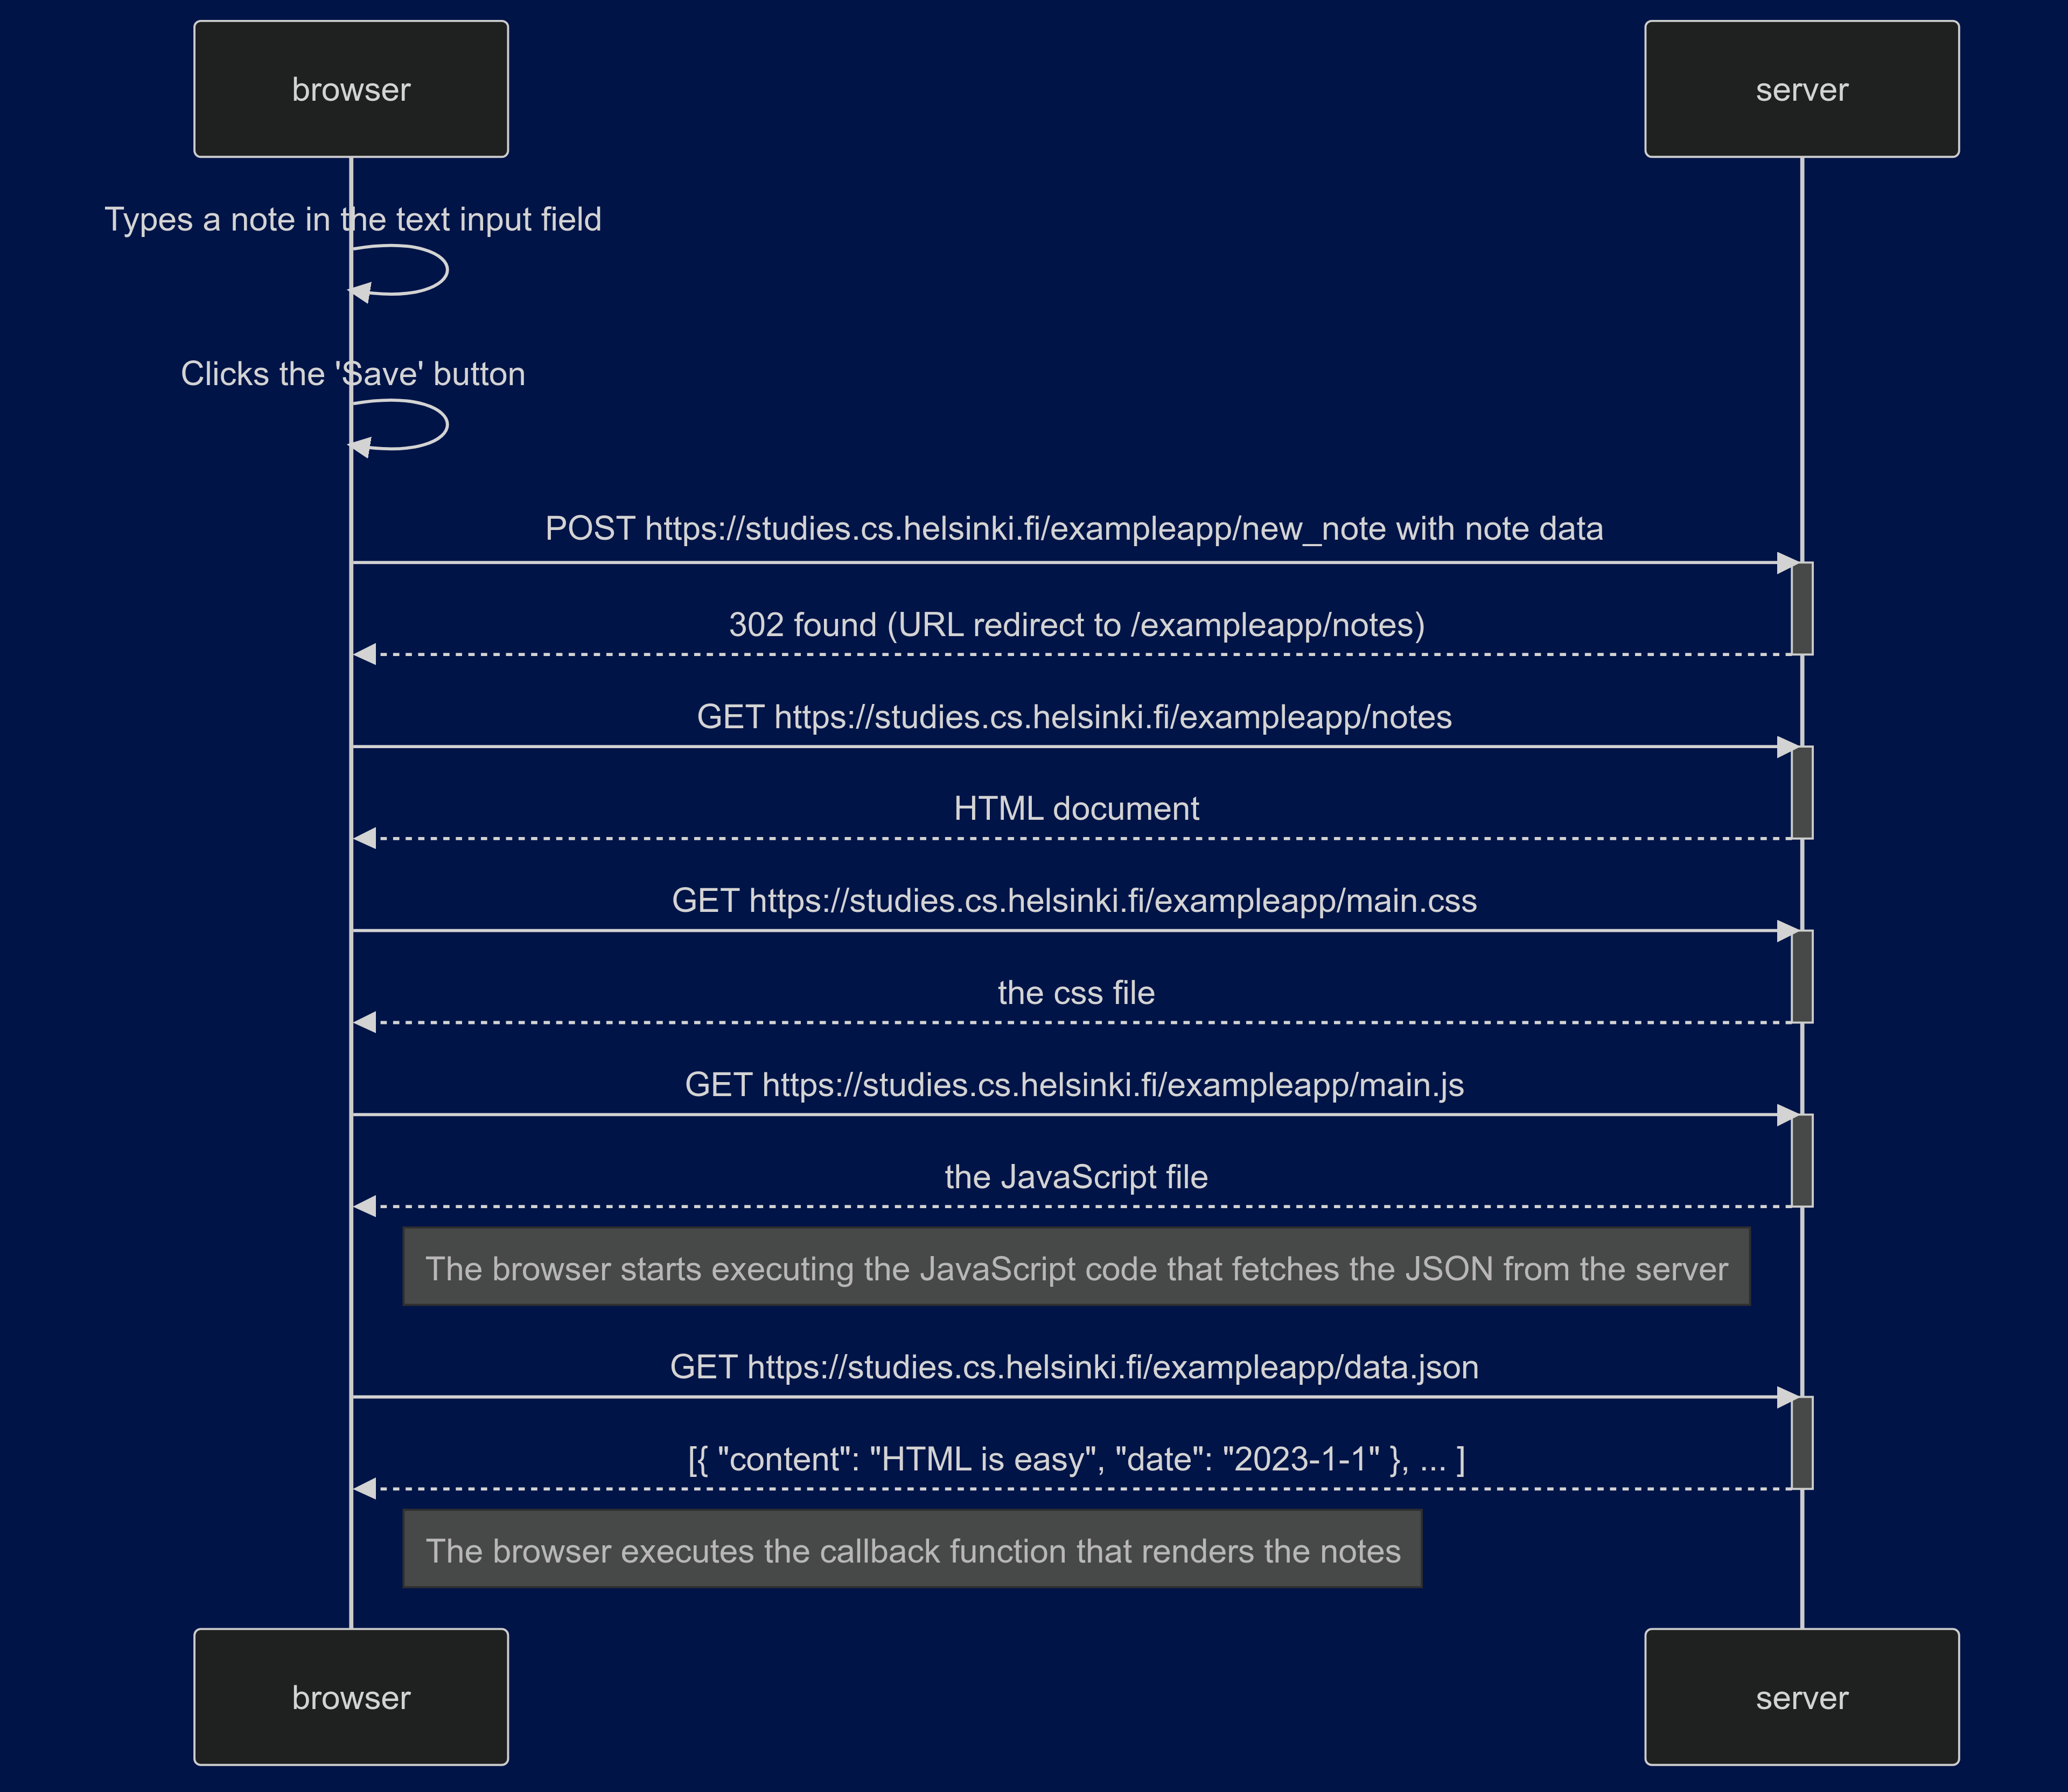 browser
server
Types a note in the text input field
Clicks the 'Save' button
POST https://studies.cs.helsinki.fi/exampleapp/new_note with note data
302 found (URL redirect to /exampleapp/notes)
GET https://studies.cs.helsinki.fi/exampleapp/notes
HTML document
GET https://studies.cs.helsinki.fi/exampleapp/main.css
the css file
GET https://studies.cs.helsinki.fi/exampleapp/main.js
the JavaScript file
The browser starts executing the JavaScript code that fetches the JSON from the server
GET https://studies.cs.helsinki.fi/exampleapp/data.json
[{ "content": "HTML is easy", "date": "2023-1-1" }, ... ]
The browser executes the callback function that renders the notes
browser
server